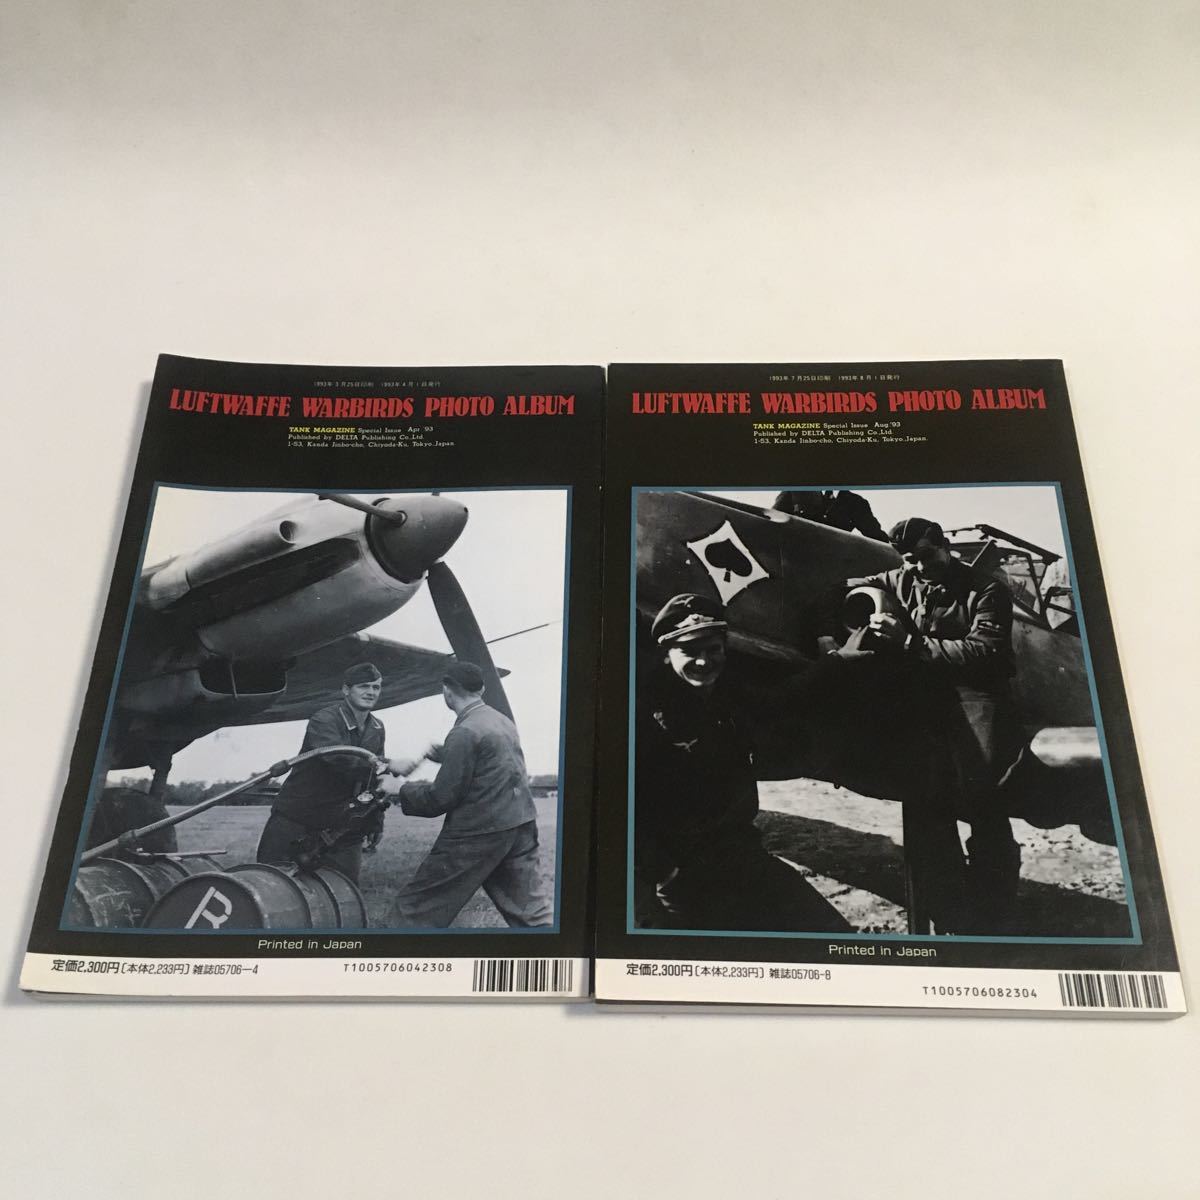 1993年3月25日印刷 1993年4月1日発行
LUFTWAFFE WARBIRDS PHOTO ALBUM
TANK MAGAZINE Special Issue Apr '93
Published by DELTA Publishing Co.,Ltd.
1-53, Kanda Jinbo-cho, Chiyoda-Ku, Tokyo.Japan.
R
Printed in Japan
定価2,300円〔本体2,233円〕 雑誌05706—4
T1005706042308
1993年7月25日印刷 1993年8月1日発行
LUFTWAFFE WARBIRDS PHOTO ALBUM
TANK MAGAZINE Special Issue Aug.'93
Published by DELTA Publishing Co.,Ltd.
1-53, Kanda Jinbo-cho, Chiyoda-Ku, Tokyo.Japan.
Printed in Japan
定価2,300円〔本体2,233円〕 雑誌05706-8
T1005706082304